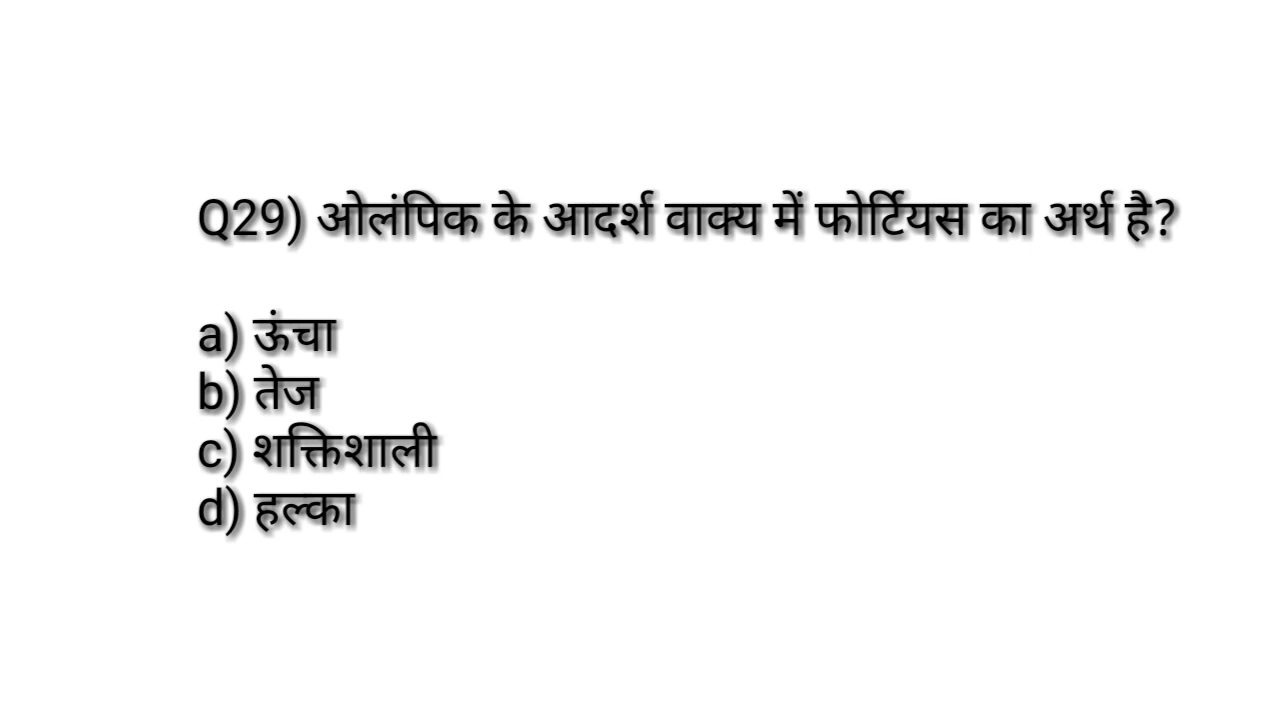 Q29) ओलंपिक के आदर्श वाक्य में फोर्टियस का अर्थ है?
a) ऊंचा
b) तेज
c) शक्तिशाली
d) हल्का